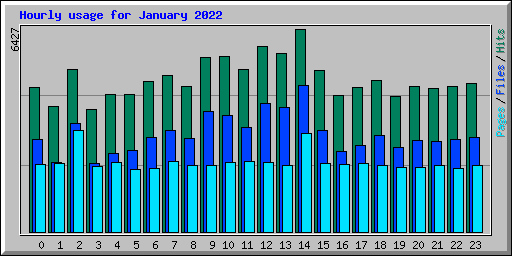 Hourly usage for January 2022
6427
Pages/Files/Hits
0 1 2 3 4 5 6 7 8 9 10 11 12 13 14 15 16 17 18 19 20 21 22 23